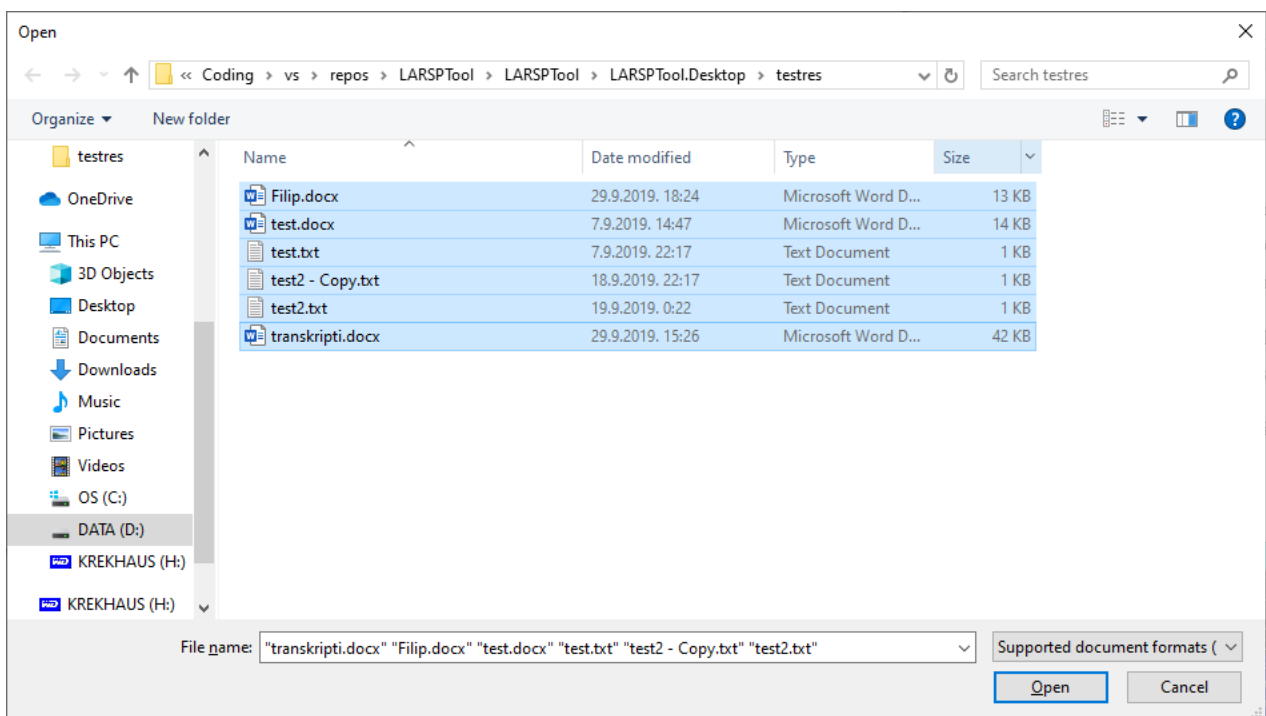 Open
« Coding > vs > repos > LARSPTool > LARSPTool > LARSPTool.Desktop > testres
Search testres
Organize
New folder
testres
OneDrive
This PC
3D Objects
Desktop
Documents
Downloads
Music
Pictures
Videos
OS (C:)
DATA (D:)
KREKHAUS (H:)
KREKHAUS (H:)
Name Date modified Type Size
Filip.docx 29.9.2019. 18:24 Microsoft Word D... 13 KB
test.docx 7.9.2019. 14:47 Microsoft Word D... 14 KB
test.txt 7.9.2019. 22:17 Text Document 1 KB
test2 - Copy.txt 18.9.2019. 22:17 Text Document 1 KB
test2.txt 19.9.2019. 0:22 Text Document 1 KB
transkripti.docx 29.9.2019. 15:26 Microsoft Word D... 42 KB
File name: "transkripti.docx" "Filip.docx" "test.docx" "test.txt" "test2 - Copy.txt" "test2.txt"
Supported document formats (
Open
Cancel